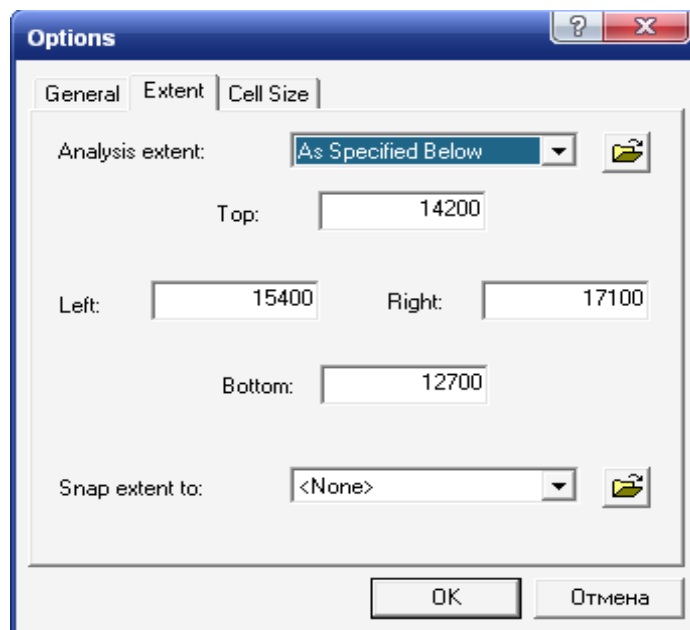 Options
General Extent Cell Size
Analysis extent: As Specified Below
Top: 14200
Left: 15400 Right: 17100
Bottom: 12700
Snap extent to: <None>
OK Отмена